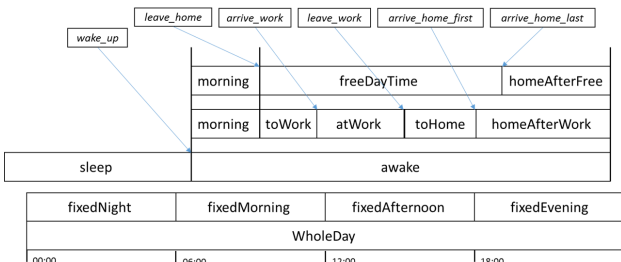 leave_home arrive_work leave_work arrive_home_first arrive_home_last
wake_up
morning freeDayTime homeAfterFree
morning toWork atWork toHome homeAfterWork
sleep awake
fixedNight fixedMorning fixedAfternoon fixedEvening
WholeDay
00:00 06:00 12:00 18:00